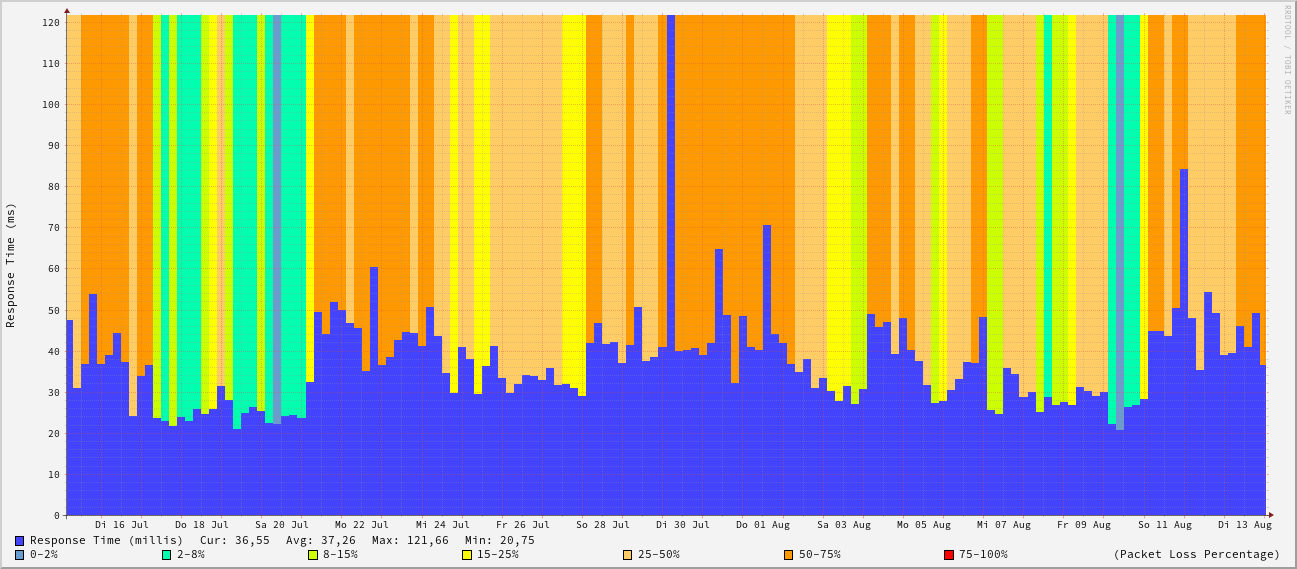 RRDTOOL / TOBI OETIKER
Response Time (ms)
120
110
100
90
80
70
60
50
40
30
20
10
0
Di 16 Jul Do 18 Jul Sa 20 Jul Mo 22 Jul Mi 24 Jul Fr 26 Jul So 28 Jul Di 30 Jul Do 01 Aug Sa 03 Aug Mo 05 Aug Mi 07 Aug Fr 09 Aug So 11 Aug Di 13 Aug
Response Time (millis) Cur: 36,55 Avg: 37,26 Max: 121,66 Min: 20,75
0-2% 2-8% 8-15% 15-25% 25-50% 50-75% 75-100% (Packet Loss Percentage)